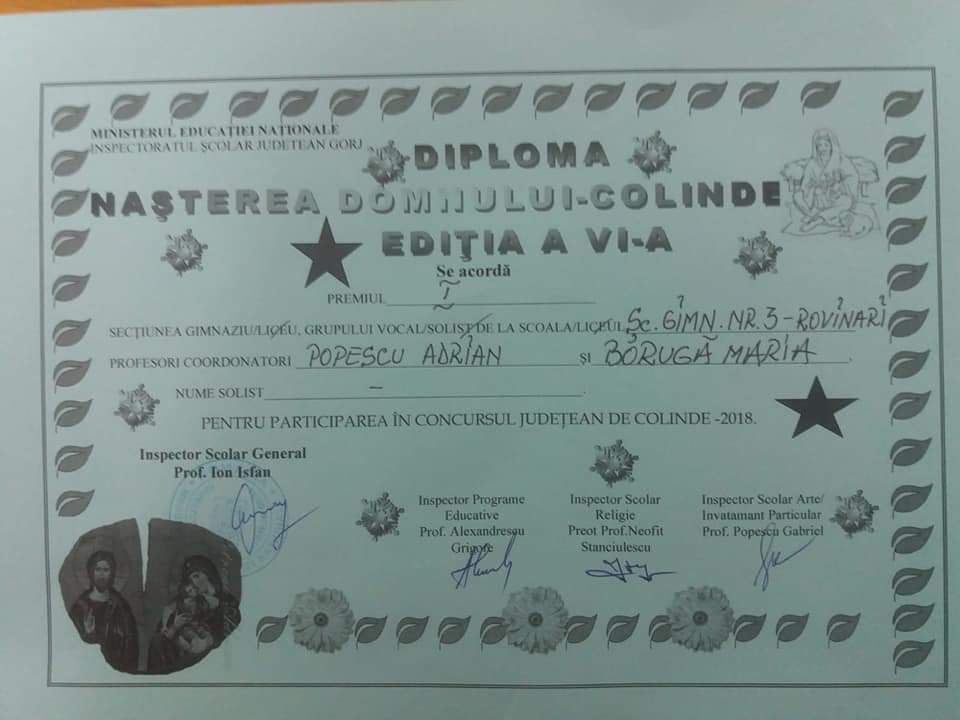 MINISTERUL EDUCAȚIEI NAȚIONALE
INSPECTORATUL ȘCOLAR JUDEȚEAN GORJ
DIPLOMA
NAȘTEREA DOMNULUI-COLINDE
EDIȚIA A VI-A
Se acordă
PREMIUL I
SECȚIUNEA GIMNAZIU/LICEU, GRUPULUI VOCAL/SOLIST DE LA SCOALA/LICEUL ȘC. GIMN. NR. 3 - ROVINARI
PROFESORI COORDONATORI POPESCU ADRIAN ȘI BORUGĂ MARIA
NUME SOLIST –
PENTRU PARTICIPAREA ÎN CONCURSUL JUDEȚEAN DE COLINDE -2018.
Inspector Scolar General
Prof. Ion Isfan
Inspector Programe
Educative
Prof. Alexandrescu
Grigore
Inspector Scolar
Religie
Preot Prof.Neofit
Stanciulescu
Inspector Scolar Arte/
Invatamant Particular
Prof. Popescu Gabriel